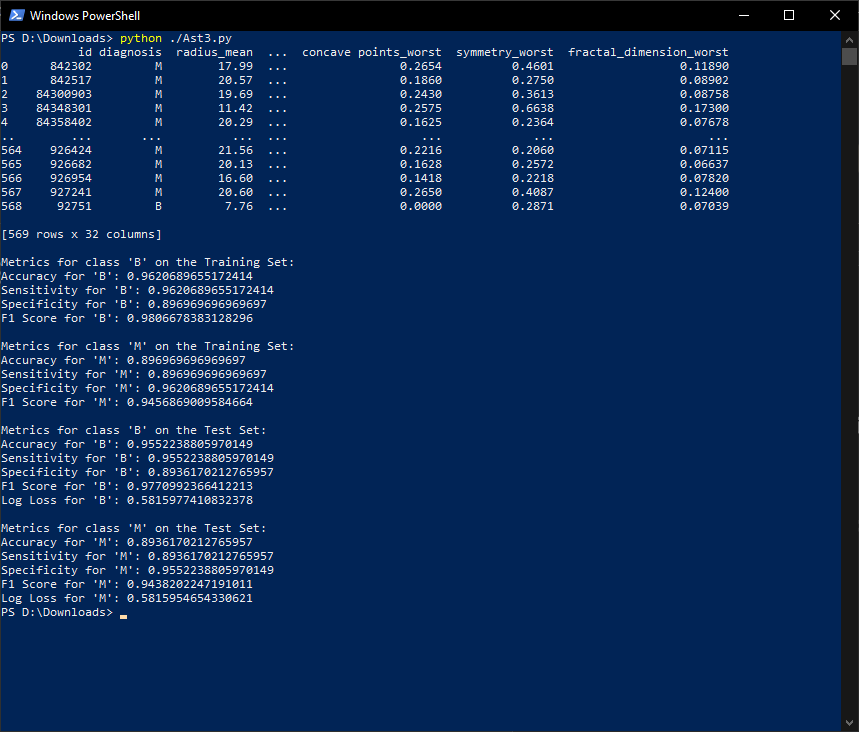 Windows PowerShell
PS D:\Downloads> python ./Ast3.py
id diagnosis radius_mean ... concave points_worst symmetry_worst fractal_dimension_worst
0 842302 M 17.99 ... 0.2654 0.4601 0.11890
1 842517 M 20.57 ... 0.1860 0.2750 0.08902
2 84300903 M 19.69 ... 0.2430 0.3613 0.08758
3 84348301 M 11.42 ... 0.2575 0.6638 0.17300
4 84358402 M 20.29 ... 0.1625 0.2364 0.07678
.. ... ... ... ... ... ... ...
564 926424 M 21.56 ... 0.2216 0.2060 0.07115
565 926682 M 20.13 ... 0.1628 0.2572 0.06637
566 926954 M 16.60 ... 0.1418 0.2218 0.07820
567 927241 M 20.60 ... 0.2650 0.4087 0.12400
568 92751 B 7.76 ... 0.0000 0.2871 0.07039
[569 rows x 32 columns]
Metrics for class 'B' on the Training Set:
Accuracy for 'B': 0.9620689655172414
Sensitivity for 'B': 0.9620689655172414
Specificity for 'B': 0.896969696969697
F1 Score for 'B': 0.9806678383128296
Metrics for class 'M' on the Training Set:
Accuracy for 'M': 0.896969696969697
Sensitivity for 'M': 0.896969696969697
Specificity for 'M': 0.9620689655172414
F1 Score for 'M': 0.9456869009584664
Metrics for class 'B' on the Test Set:
Accuracy for 'B': 0.9552238805970149
Sensitivity for 'B': 0.9552238805970149
Specificity for 'B': 0.8936170212765957
F1 Score for 'B': 0.9770992366412213
Log Loss for 'B': 0.5815977410832378
Metrics for class 'M' on the Test Set:
Accuracy for 'M': 0.8936170212765957
Sensitivity for 'M': 0.8936170212765957
Specificity for 'M': 0.9552238805970149
F1 Score for 'M': 0.9438202247191011
Log Loss for 'M': 0.5815954654330621
PS D:\Downloads>